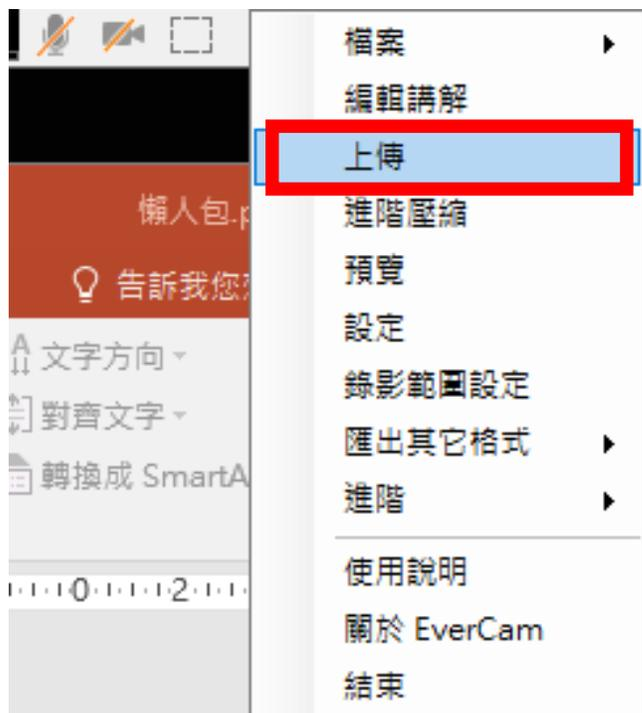 檔案
編輯講解
上傳
進階壓縮
懶人包.p
預覽
告訴我您
設定
文字方向
錄影範圍設定
對齊文字
匯出其它格式
轉換成 SmartA
進階
0 2
使用說明
關於 EverCam
結束